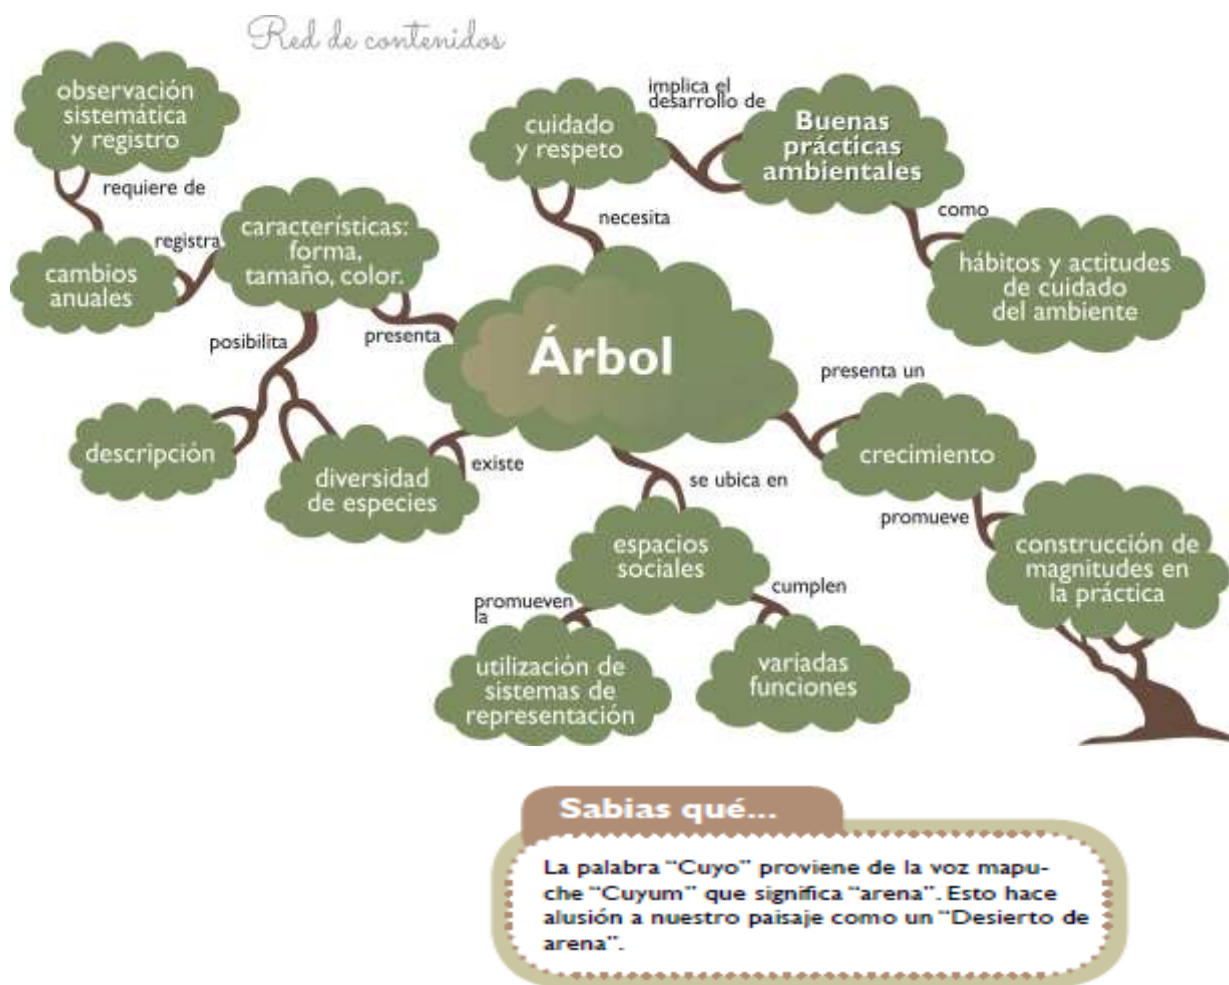 Red de contenidos
observación
sistemática
y registro
requiere de
cambios
anuales
registra
características:
forma,
tamaño, color.
presenta
posibilita
descripción
diversidad
de especies
existe
Árbol
necesita
cuidado
y respeto
implica el
desarrollo de
Buenas
prácticas
ambientales
como
hábitos y actitudes
de cuidado
del ambiente
presenta un
crecimiento
promueve
construcción de
magnitudes en
la práctica
se ubica en
espacios
sociales
promueven
la
utilización de
sistemas de
representación
cumplen
variadas
funciones
Sabias qué...
La palabra “Cuyo” proviene de la voz mapu-
che “Cuyum” que significa “arena”. Esto hace
alusión a nuestro paisaje como un “Desierto de
arena”.